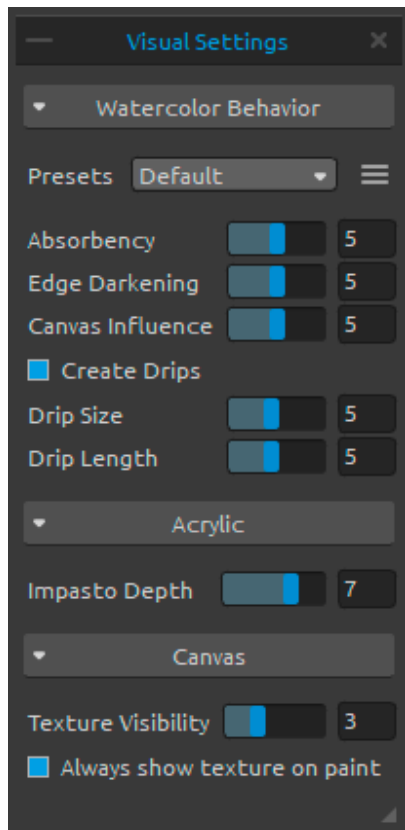 Visual Settings
Watercolor Behavior
Presets Default
Absorbency 5
Edge Darkening 5
Canvas Influence 5
Create Drips
Drip Size 5
Drip Length 5
Acrylic
Impasto Depth 7
Canvas
Texture Visibility 3
Always show texture on paint